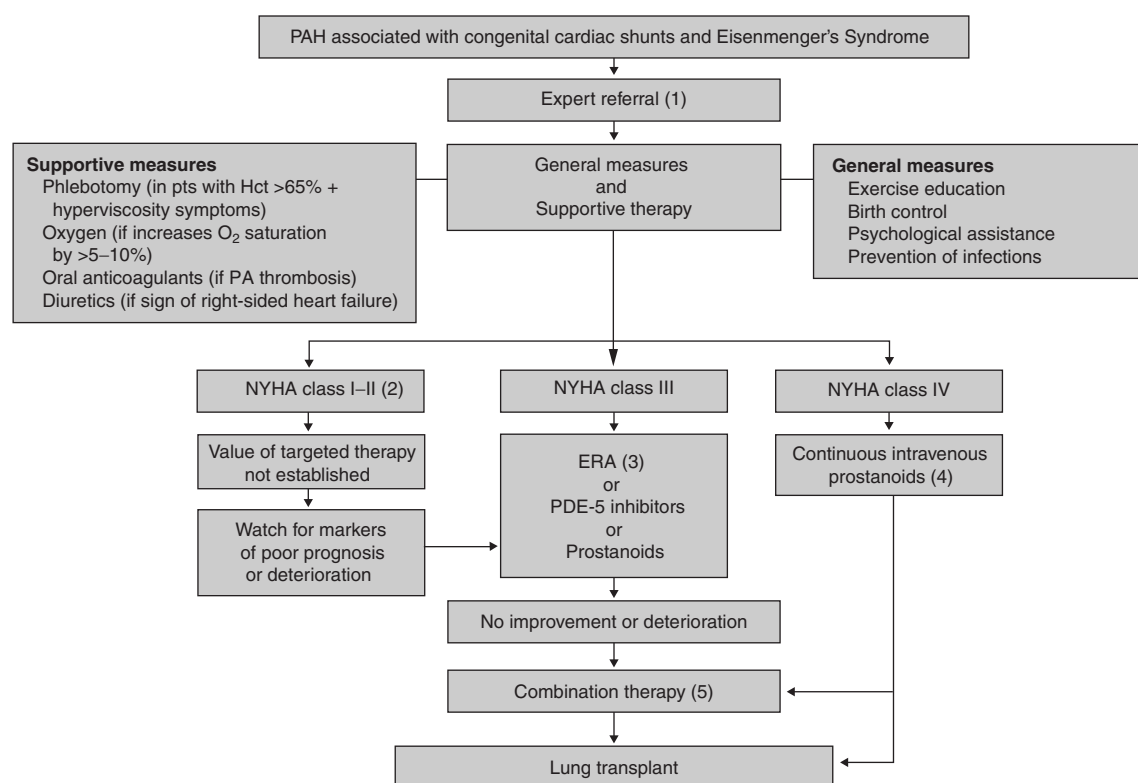 PAH associated with congenital cardiac shunts and Eisenmenger's Syndrome
Expert referral (1)
Supportive measures
Phlebotomy (in pts with Hct >65% +
hyperviscosity symptoms)
Oxygen (if increases O₂ saturation
by >5–10%)
Oral anticoagulants (if PA thrombosis)
Diuretics (if sign of right-sided heart failure)
General measures
and
Supportive therapy
General measures
Exercise education
Birth control
Psychological assistance
Prevention of infections
NYHA class I–II (2)
NYHA class III
NYHA class IV
Value of targeted therapy
not established
ERA (3)
or
PDE-5 inhibitors
or
Prostanoids
Continuous intravenous
prostanoids (4)
Watch for markers
of poor prognosis
or deterioration
No improvement or deterioration
Combination therapy (5)
Lung transplant